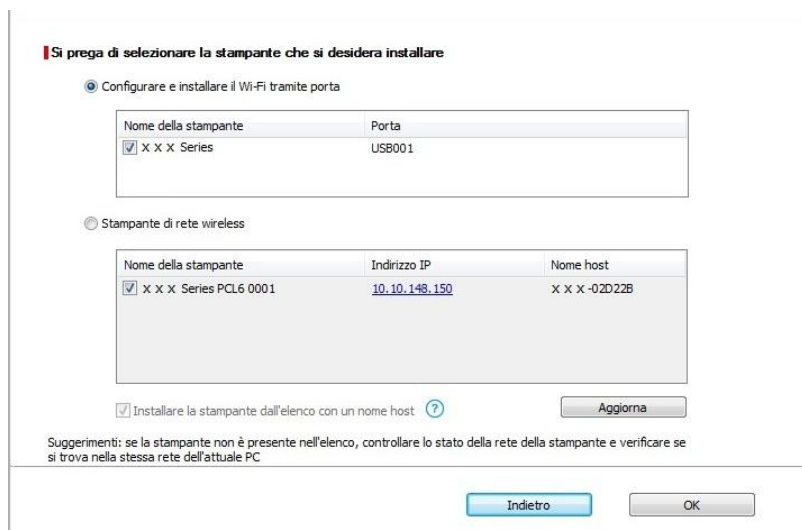 Si prega di selezionare la stampante che si desidera installare
Configurare e installare il Wi-Fi tramite porta
Nome della stampante Porta
X X X Series USB001
Stampante di rete wireless
Nome della stampante Indirizzo IP Nome host
X X X Series PCL6 0001 10.10.148.150 X X X -02D22B
Installare la stampante dall'elenco con un nome host ?
Aggiorna
Suggerimenti: se la stampante non è presente nell'elenco, controllare lo stato della rete della stampante e verificare se
si trova nella stessa rete dell'attuale PC
Indietro OK